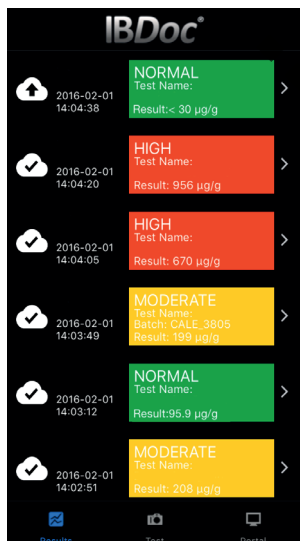 IBDoc®
NORMAL
Test Name:
2016-02-01
14:04:38
Result:< 30 µg/g
HIGH
Test Name:
2016-02-01
14:04:20
Result: 956 µg/g
HIGH
Test Name:
2016-02-01
14:04:05
Result: 670 µg/g
MODERATE
Test Name:
Batch: CALE_3805
2016-02-01
14:03:49
Result: 199 µg/g
NORMAL
Test Name:
2016-02-01
14:03:12
Result:95.9 µg/g
MODERATE
Test Name:
2016-02-01
14:02:51
Result: 208 µg/g
Results
Test
Portal